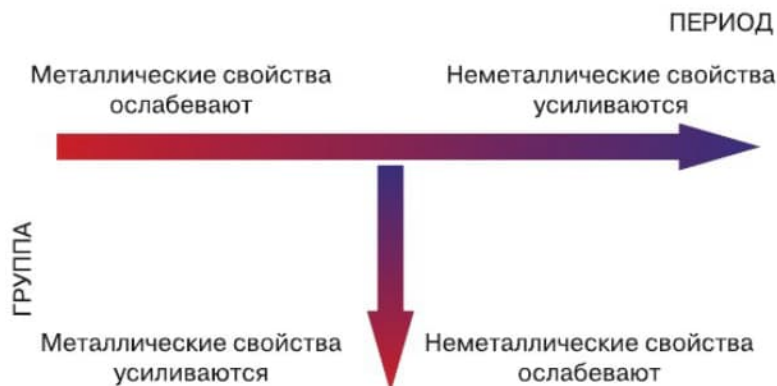 ПЕРИОД
Металлические свойства
ослабевают
Неметаллические свойства
усиливаются
ГРУППА
Металлические свойства
усиливаются
Неметаллические свойства
ослабевают